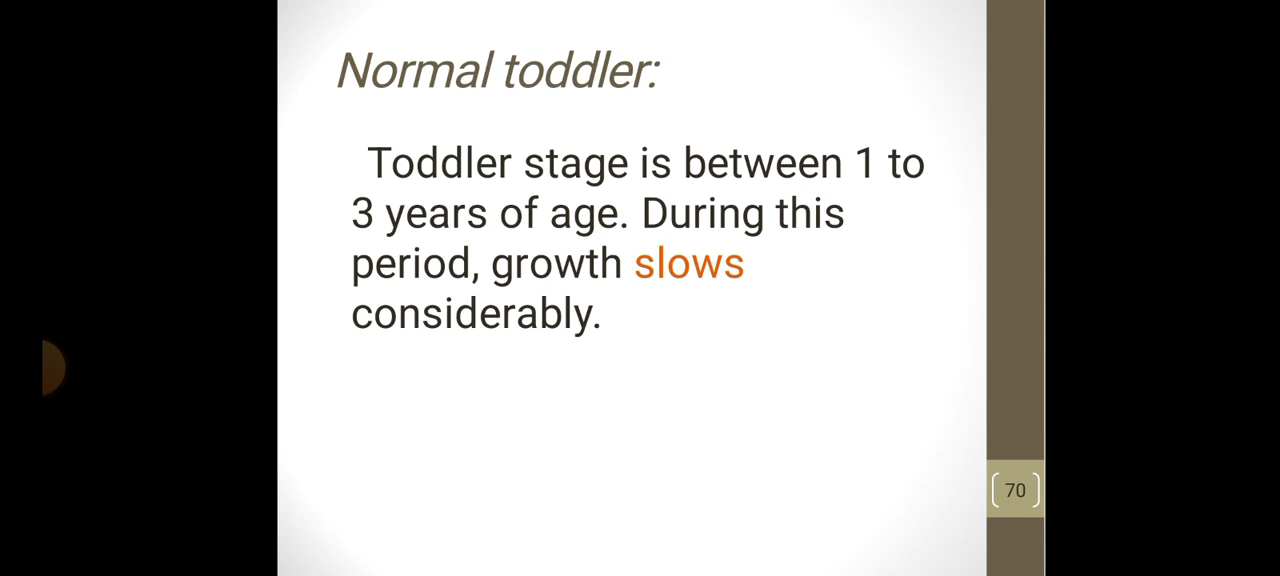 Normal toddler:
Toddler stage is between 1 to
3 years of age. During this
period, growth slows
considerably.
70